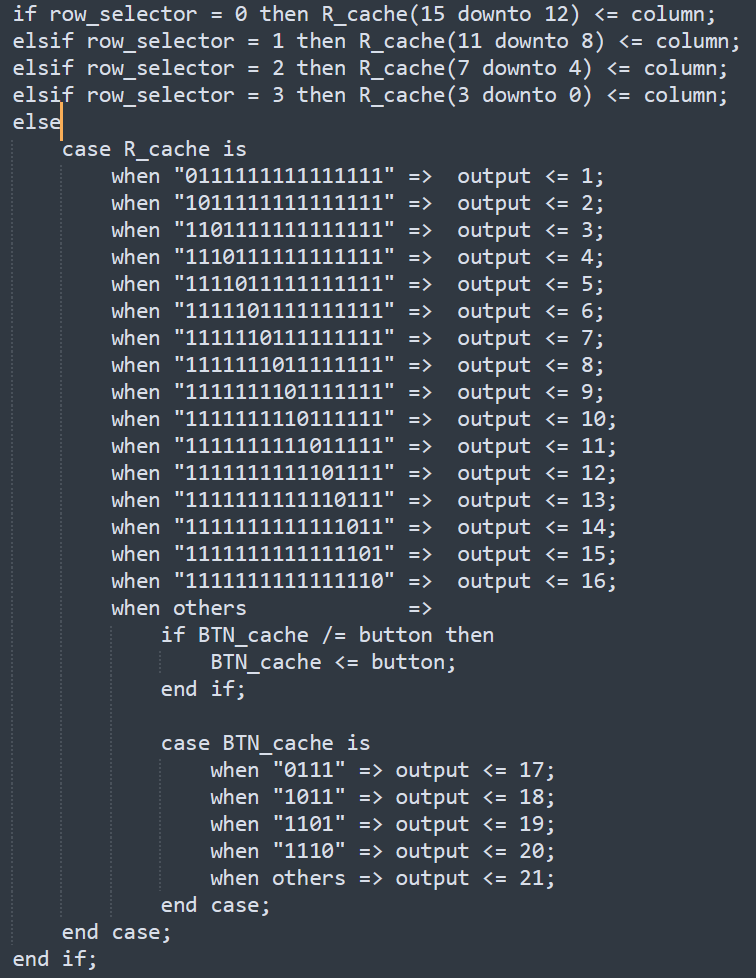 if row_selector = 0 then R_cache(15 downto 12) <= column;
elsif row_selector = 1 then R_cache(11 downto 8) <= column;
elsif row_selector = 2 then R_cache(7 downto 4) <= column;
elsif row_selector = 3 then R_cache(3 downto 0) <= column;
else
    case R_cache is
        when "0111111111111111" =>  output <= 1;
        when "1011111111111111" =>  output <= 2;
        when "1101111111111111" =>  output <= 3;
        when "1110111111111111" =>  output <= 4;
        when "1111011111111111" =>  output <= 5;
        when "1111101111111111" =>  output <= 6;
        when "1111110111111111" =>  output <= 7;
        when "1111111011111111" =>  output <= 8;
        when "1111111101111111" =>  output <= 9;
        when "1111111110111111" =>  output <= 10;
        when "1111111111011111" =>  output <= 11;
        when "1111111111101111" =>  output <= 12;
        when "1111111111110111" =>  output <= 13;
        when "1111111111111011" =>  output <= 14;
        when "1111111111111101" =>  output <= 15;
        when "1111111111111110" =>  output <= 16;
        when others             =>
            if BTN_cache /= button then
                BTN_cache <= button;
            end if;

            case BTN_cache is
                when "0111" => output <= 17;
                when "1011" => output <= 18;
                when "1101" => output <= 19;
                when "1110" => output <= 20;
                when others => output <= 21;
            end case;
    end case;
end if;